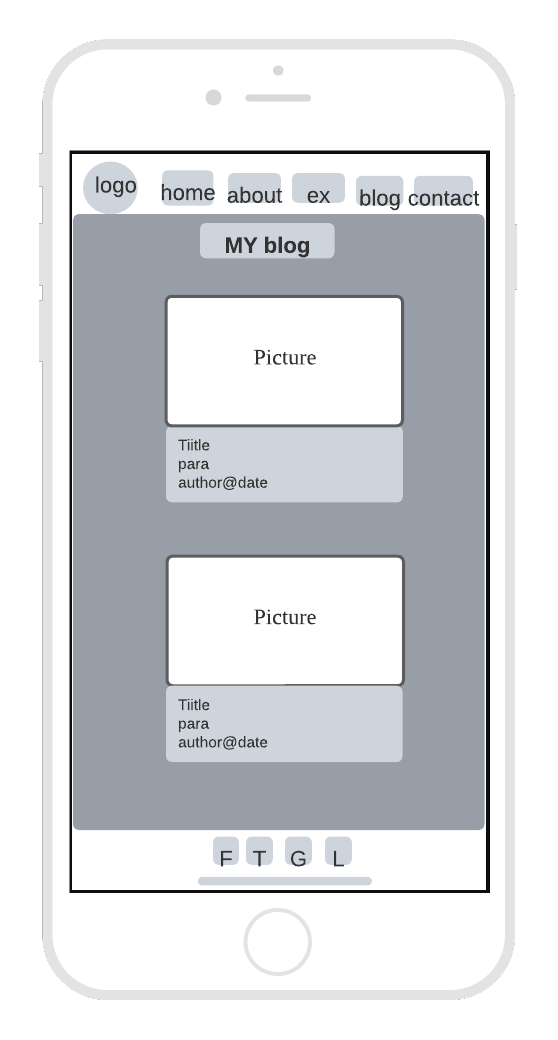 logo home about ex blog contact
MY blog
Picture
Tiitle
para
author@date
Picture
Tiitle
para
author@date
F T G L